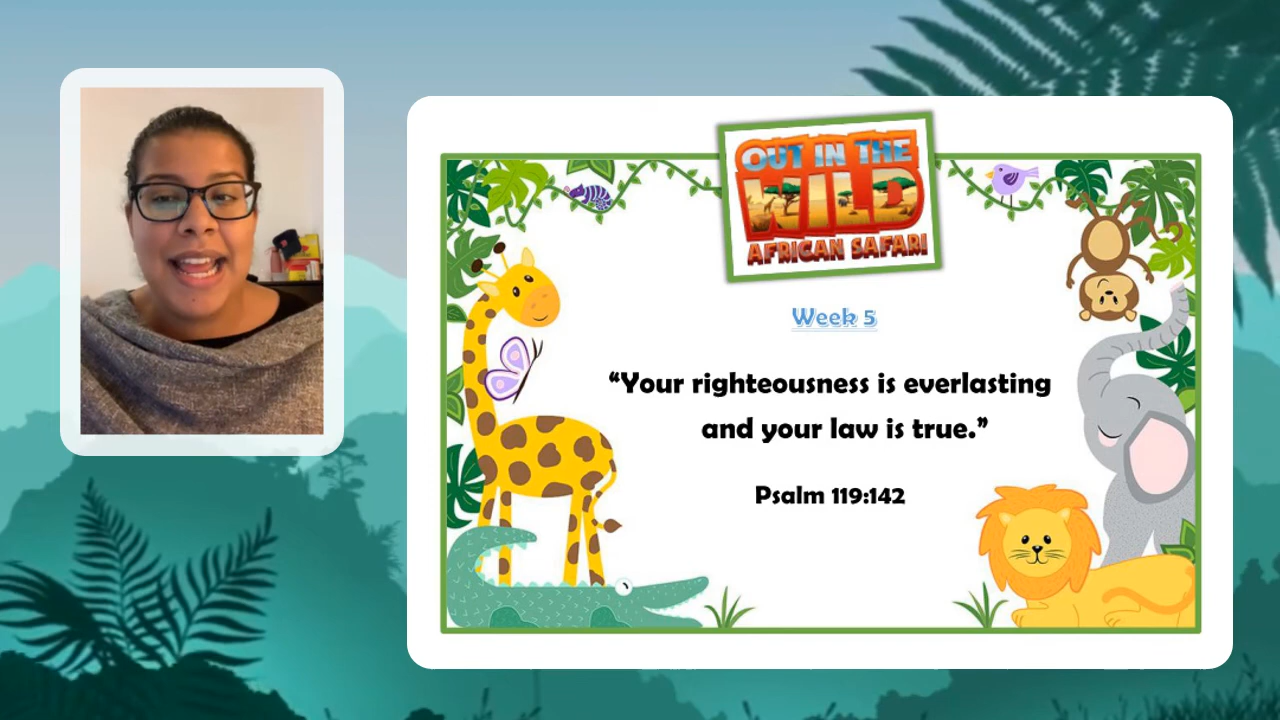 OUT IN THE
WILD
AFRICAN SAFARI
Week 5
“Your righteousness is everlasting
and your law is true.”
Psalm 119:142